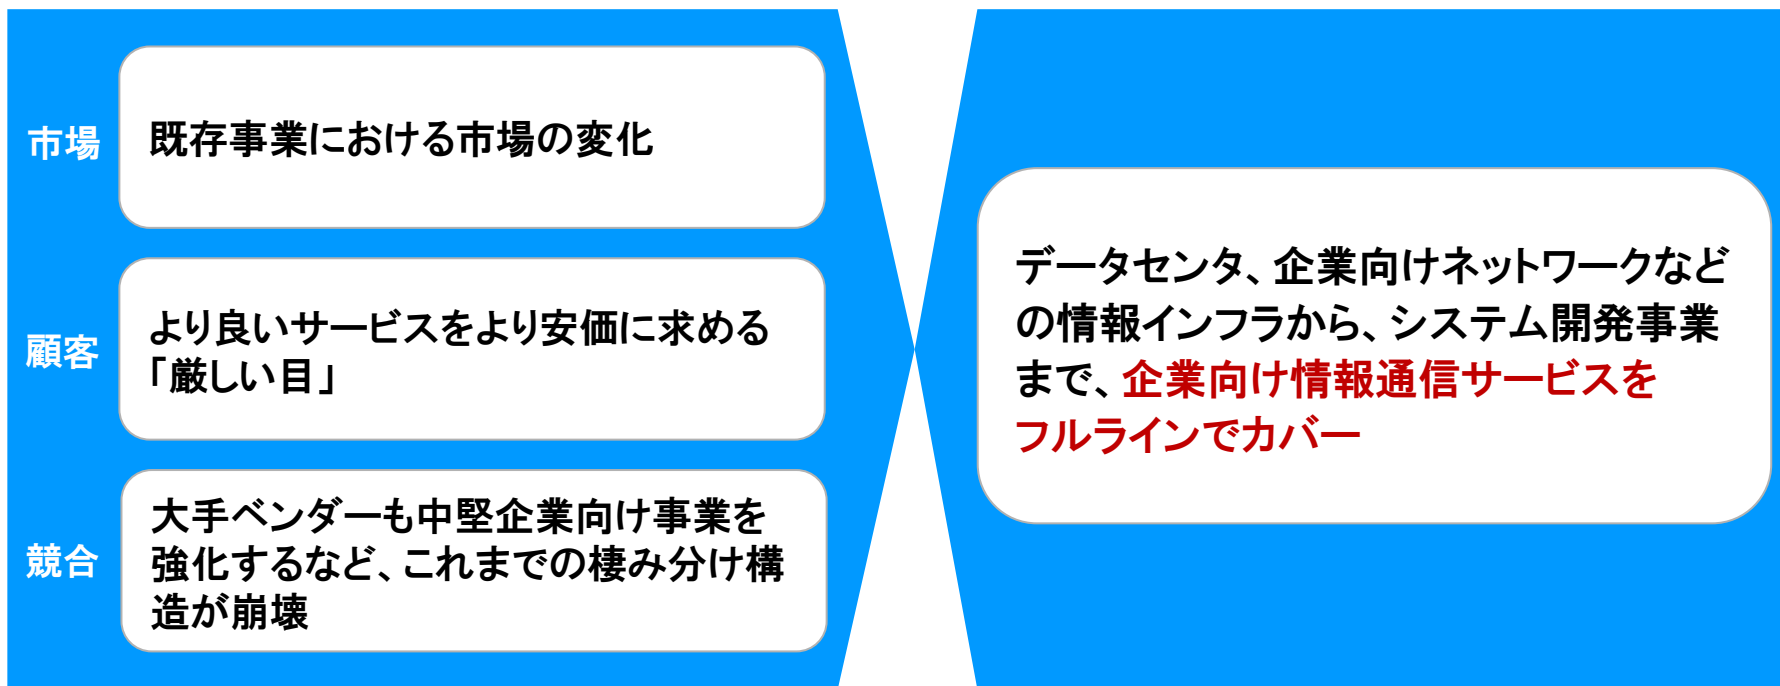 市場
既存事業における市場の変化
顧客
より良いサービスをより安価に求める
「厳しい目」
競合
大手ベンダーも中堅企業向け事業を
強化するなど、これまでの棲み分け構
造が崩壊
データセンタ、企業向けネットワークなど
の情報インフラから、システム開発事業
まで、企業向け情報通信サービスを
フルラインでカバー